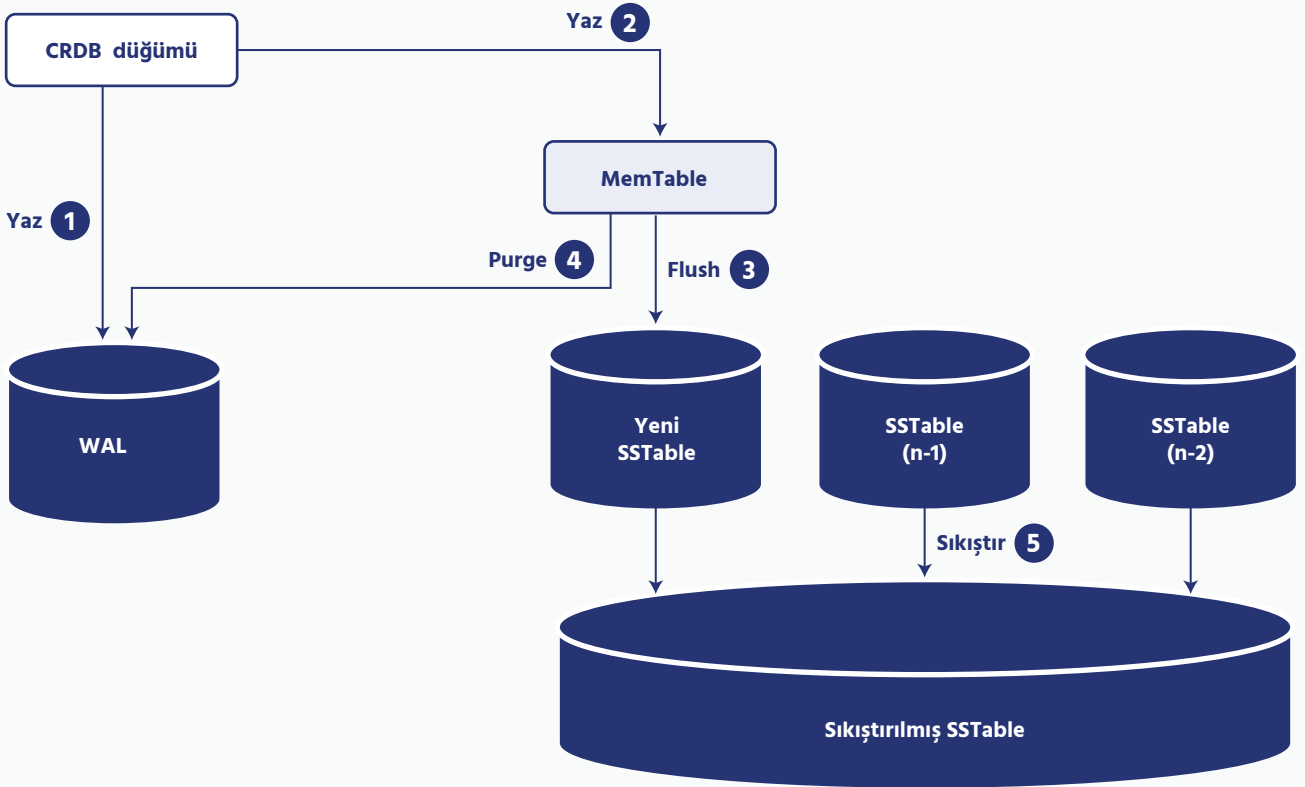 Yaz 2
CRDB düğümü
MemTable
Yaz 1
Purge 4
Flush 3
WAL
Yeni
SSTable
SSTable
(n-1)
SSTable
(n-2)
Sıkıştır 5
Sıkıştırılmış SSTable